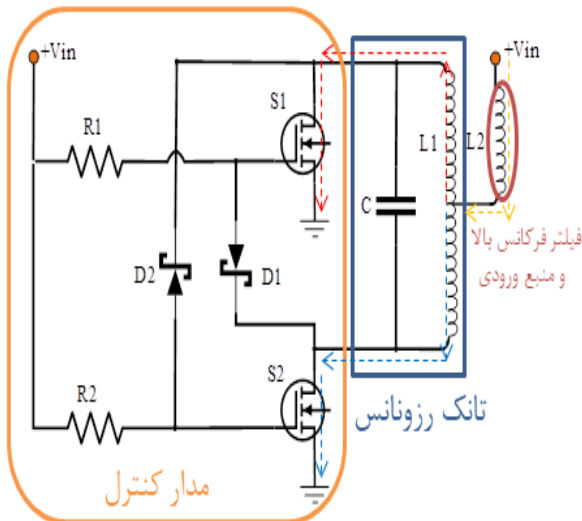 +Vin
+Vin
S1
R1
L1
L2
C
فیلتر فرکانس بالا
و منبع ورودی
D2
D1
S2
R2
تانک رزونانس
مدار کنترل